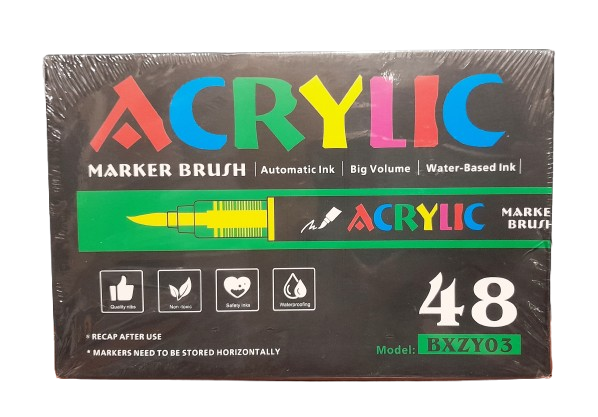 ACRYLIC
MARKER BRUSH | Automatic Ink | Big Volume | Water-Based Ink |
ACRYLIC MARKE
BRUSH
Quality nibs Non-toxic Safety inks Waterproofing
48
* RECAP AFTER USE
* MARKERS NEED TO BE STORED HORIZONTALLY
Model: BXZY03